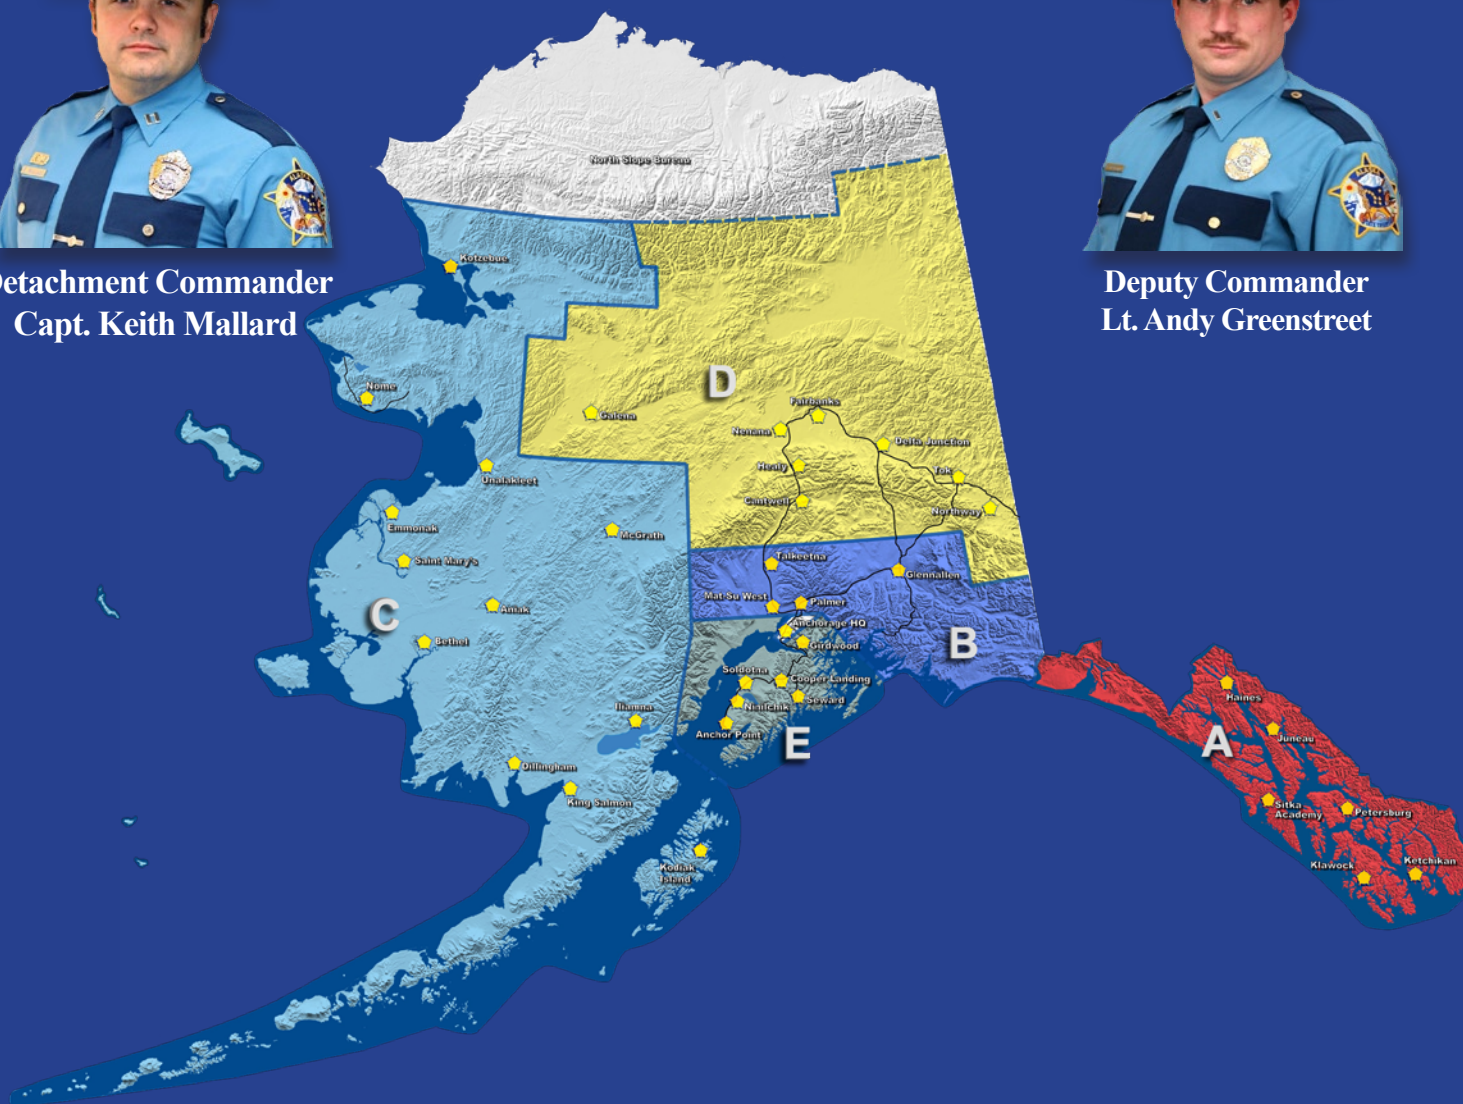 North Slope Bureau
Kotzebue
etachment Commander
Capt. Keith Mallard
Deputy Commander
Lt. Andy Greenstreet
Nome
D
Galena
Fairbanks
Nenana
Delta Junction
Healy
Tok
Unalakleet
Cantwell
Northway
Emmonak
McGrath
Saint Mary's
Talkeetna
Glennallen
C
Aniak
Mat-Su West
Palmer
Anchorage HQ
Bethel
Girdwood
B
Soldotna
Cooper Landing
Haines
Iliamna
Ninilchik
Seward
Anchor Point
E
A
Juneau
Dillingham
King Salmon
Sitka
Academy
Petersburg
Kodiak
Island
Klawock
Ketchikan
ALASKA